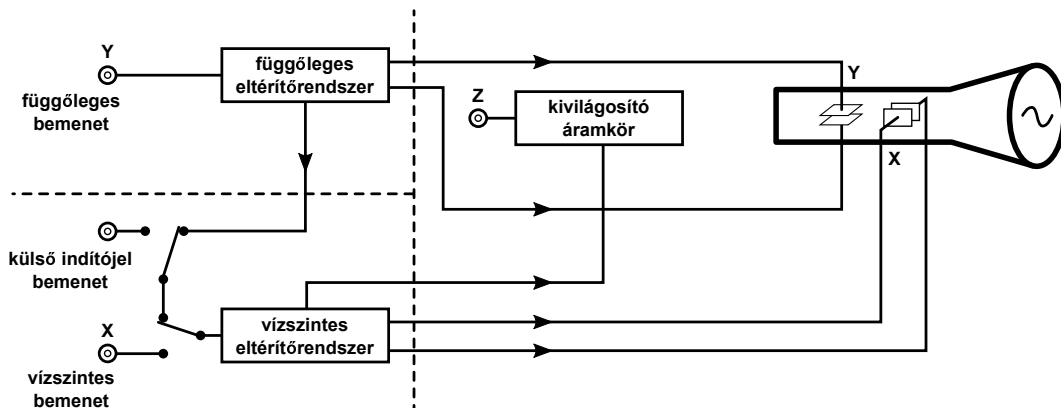 Y
függőleges
bemenet
függőleges
eltérítőrendszer
Z
kivilágosító
áramkör
Y
X
külső indítójel
bemenet
X
vízszintes
bemenet
vízszintes
eltérítőrendszer